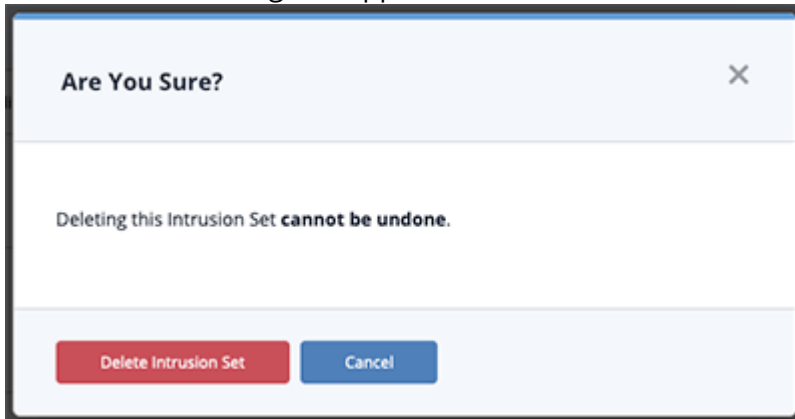 Are You Sure?
Deleting this Intrusion Set cannot be undone.
Delete Intrusion Set
Cancel